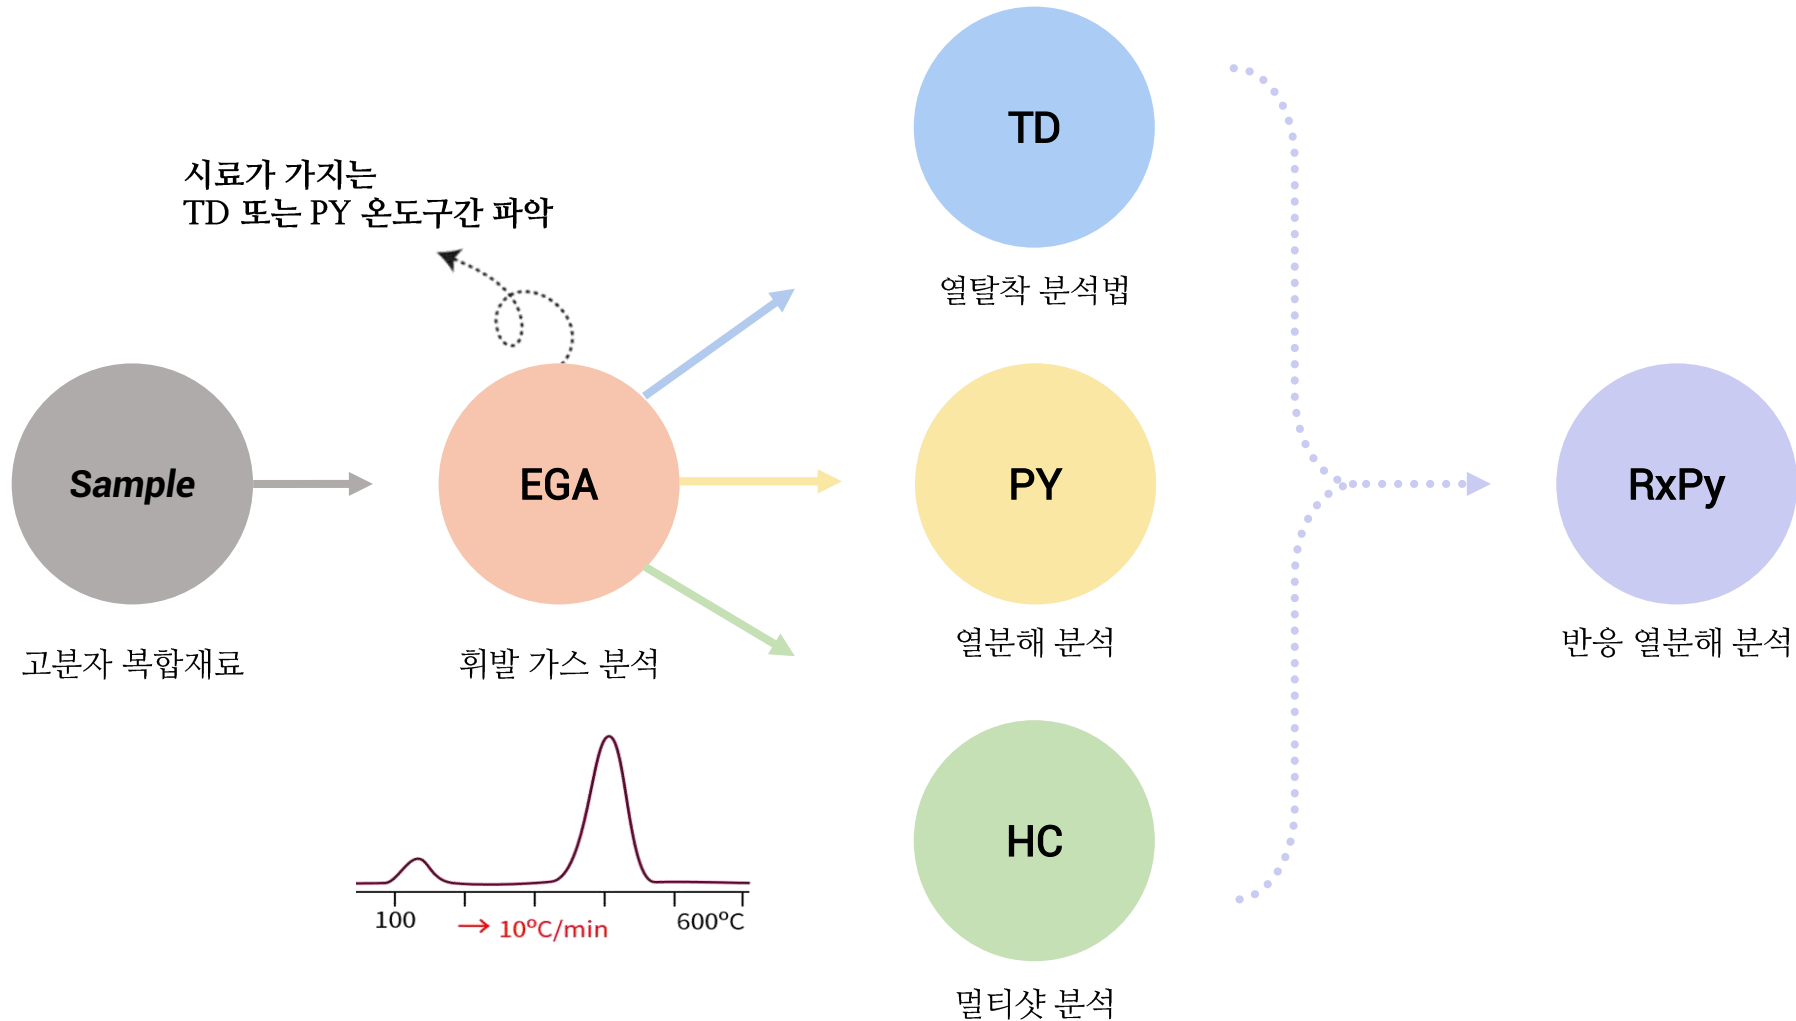 시료가 가지는
TD 또는 PY 온도구간 파악
Sample
고분자 복합재료
EGA
휘발 가스 분석
100
→ 10°C/min
600°C
TD
열탈착 분석법
PY
열분해 분석
HC
멀티샷 분석
RxPy
반응 열분해 분석